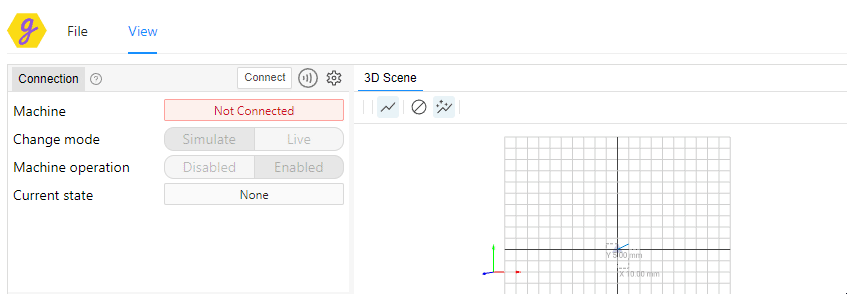 g
File
View
Connection
?
Connect
3D Scene
Machine
Not Connected
Change mode
Simulate
Live
Machine operation
Disabled
Enabled
Current state
None
Y 5.00 mm
X 10.00 mm